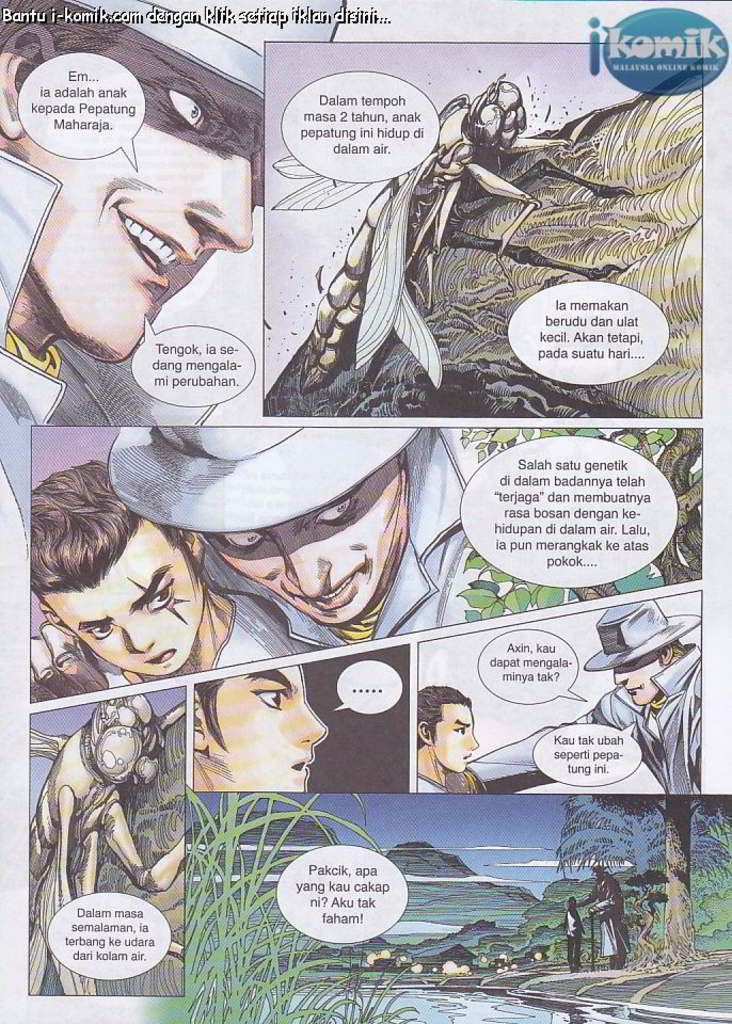 Bantu i-komik.com dengan klik setiap iklan disini...
ikomik
MALAYSIA ONLINE KOMIK
Em...
ia adalah anak
kepada Pepatung
Maharaja.
Tengok, ia se-
dang mengala-
mi perubahan.
Dalam tempoh
masa 2 tahun, anak
pepatung ini hidup di
dalam air.
Ia memakan
berudu dan ulat
kecil. Akan tetapi,
pada suatu hari....
Salah satu genetik
di dalam badannya telah
“terjaga” dan membuatnya
rasa bosan dengan ke-
hidupan di dalam air. Lalu,
ia pun merangkak ke atas
pokok....
Dalam masa
semalaman, ia
terbang ke udara
dari kolam air.
.....
Axin, kau
dapat mengala-
minya tak?
Kau tak ubah
seperti pepa-
tung ini.
Pakcik, apa
yang kau cakap
ni? Aku tak
faham!